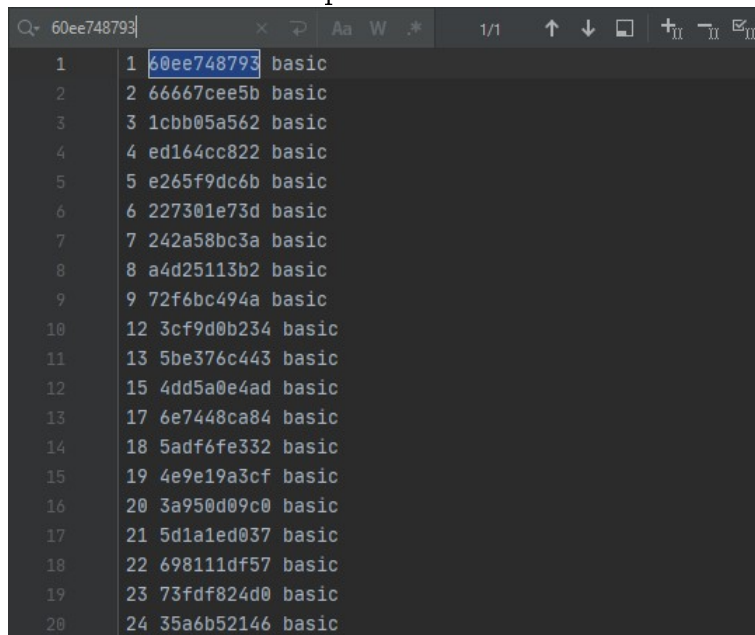 60ee748793 × Aa W .* 1/1
1 1 60ee748793 basic
2 2 66667cee5b basic
3 3 1cbb05a562 basic
4 4 ed164cc822 basic
5 5 e265f9dc6b basic
6 6 227301e73d basic
7 7 242a58bc3a basic
8 8 a4d25113b2 basic
9 9 72f6bc494a basic
10 12 3cf9d0b234 basic
11 13 5be376c443 basic
12 15 4dd5a0e4ad basic
13 17 6e7448ca84 basic
14 18 5adf6fe332 basic
15 19 4e9e19a3cf basic
16 20 3a950d09c0 basic
17 21 5d1a1ed037 basic
18 22 698111df57 basic
19 23 73fdf824d0 basic
20 24 35a6b52146 basic